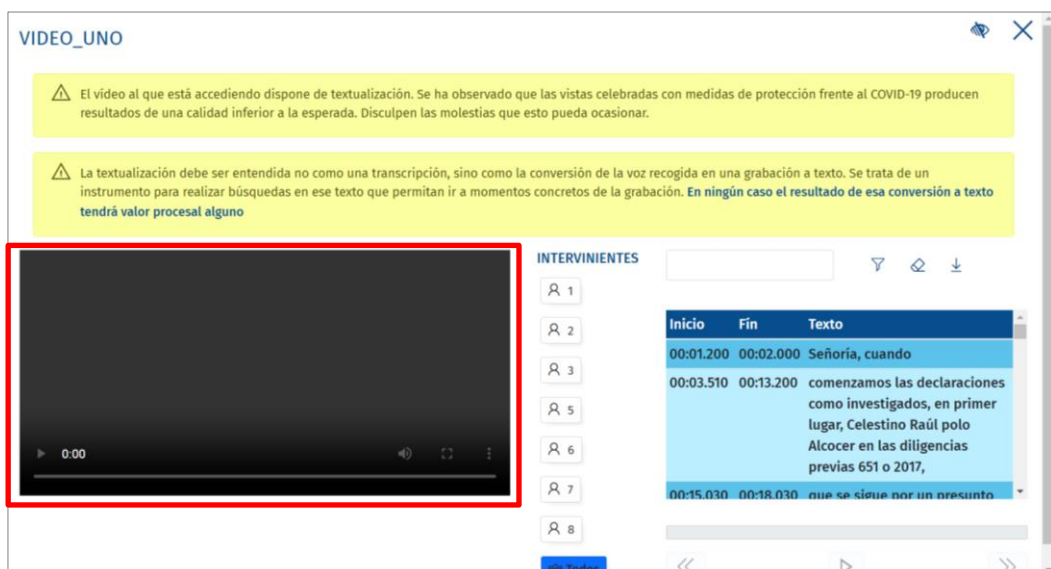 VIDEO_UNO
El vídeo al que está accediendo dispone de textualización. Se ha observado que las vistas celebradas con medidas de protección frente al COVID-19 producen
resultados de una calidad inferior a la esperada. Disculpen las molestias que esto pueda ocasionar.
La textualización debe ser entendida no como una transcripción, sino como la conversión de la voz recogida en una grabación a texto. Se trata de un
instrumento para realizar búsquedas en ese texto que permitan ir a momentos concretos de la grabación. En ningún caso el resultado de esa conversión a texto
tendrá valor procesal alguno
0:00
INTERVINIENTES
1
2
3
5
6
7
8
Todos
Inicio Fin Texto
00:01.200 00:02.000 Señoría, cuando
00:03.510 00:13.200 comenzamos las declaraciones
como investigados, en primer
lugar, Celestino Raúl polo
Alcocer en las diligencias
previas 651 o 2017,
00:15.030 00:18.030 que se sigue por un presunto